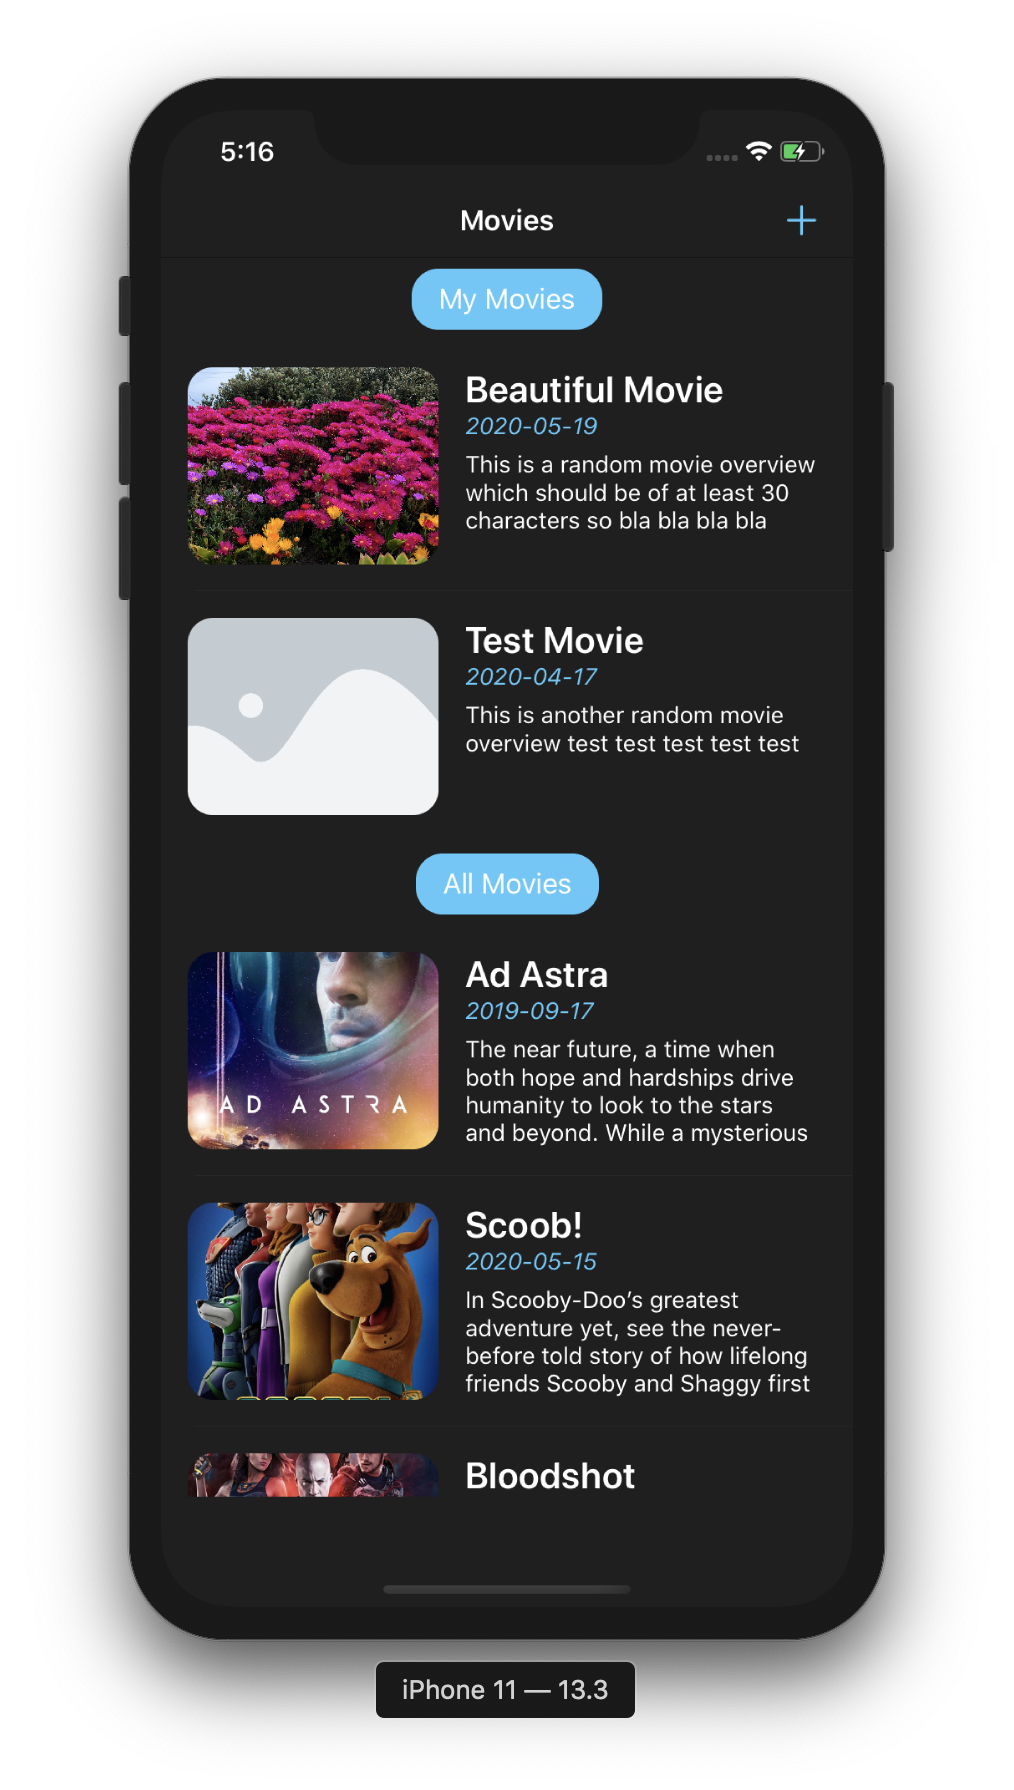 5:16
Movies
My Movies
Beautiful Movie
2020-05-19
This is a random movie overview
which should be of at least 30
characters so bla bla bla bla
Test Movie
2020-04-17
This is another random movie
overview test test test test test
All Movies
AD ASTRA
Ad Astra
2019-09-17
The near future, a time when
both hope and hardships drive
humanity to look to the stars
and beyond. While a mysterious
Scoob!
2020-05-15
In Scooby-Doo’s greatest
adventure yet, see the never-
before told story of how lifelong
friends Scooby and Shaggy first
Bloodshot
iPhone 11 — 13.3